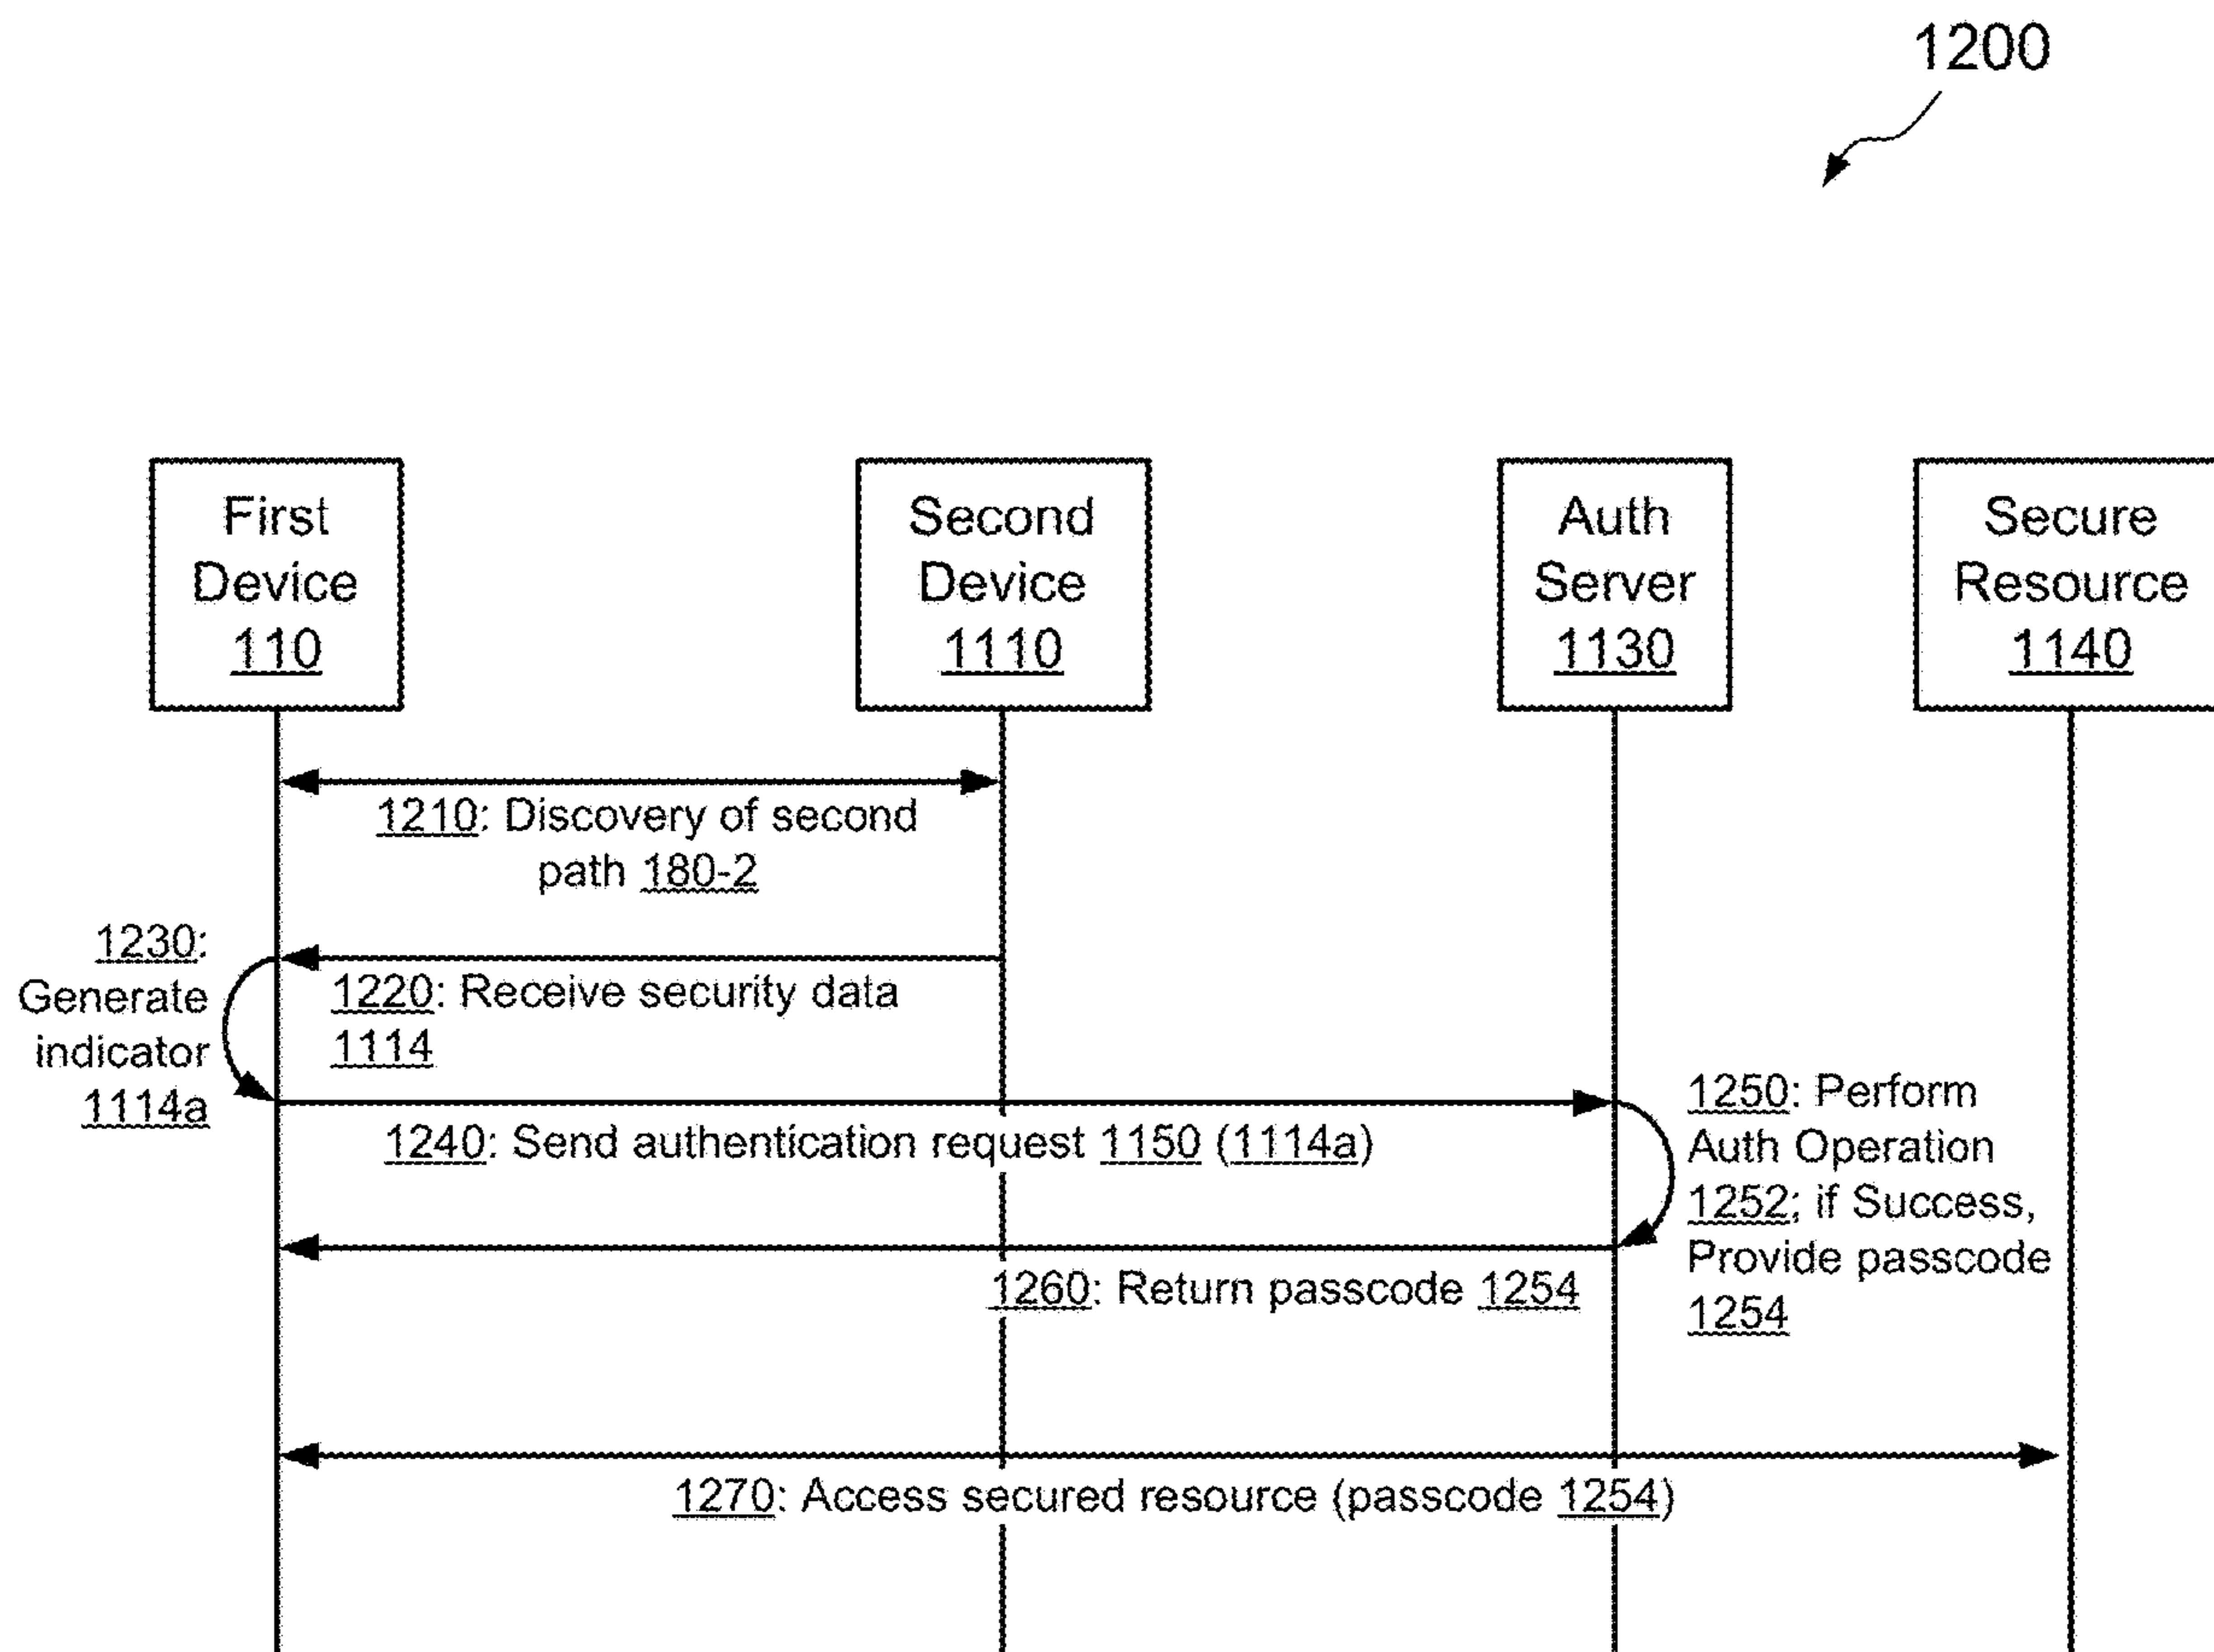 1200
First
Device
110
Second
Device
1110
Auth
Server
1130
Secure
Resource
1140
1210: Discovery of second
path 180-2
1230:
Generate
indicator
1114a
1220: Receive security data
1114
1240: Send authentication request 1150 (1114a)
1250: Perform
Auth Operation
1252; if Success,
Provide passcode
1254
1260: Return passcode 1254
1270: Access secured resource (passcode 1254)